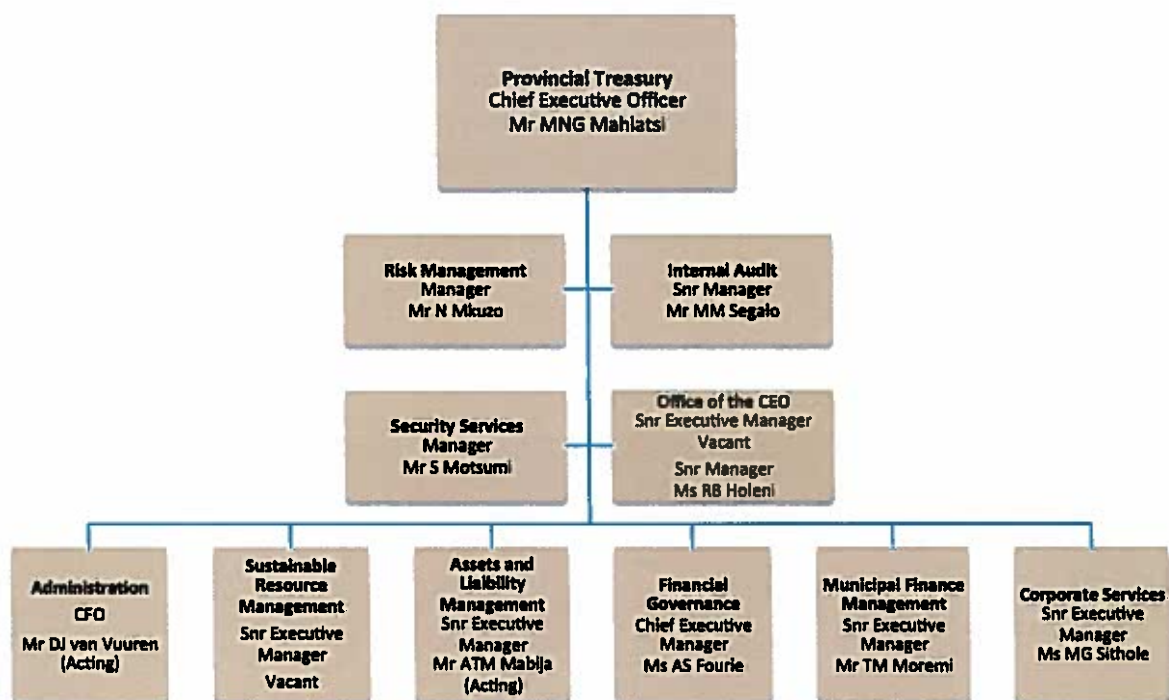 Provincial Treasury
Chief Executive Officer
Mr MNG Mahlatsi
Risk Management
Manager
Mr N Mkuzo
Internal Audit
Snr Manager
Mr MM Segalo
Security Services
Manager
Mr S Motsumi
Office of the CEO
Snr Executive Manager
Vacant
Snr Manager
Ms RB Holeni
Administration
CFO
Mr DJ van Vuuren
(Acting)
Sustainable
Resource
Management
Snr Executive
Manager
Vacant
Assets and
Liaibility
Management
Snr Executive
Manager
Mr ATM Mabija
(Acting)
Financial
Governance
Chief Executive
Manager
Ms AS Fourie
Municipal Finance
Management
Snr Executive
Manager
Mr TM Moremi
Corporate Services
Snr Executive
Manager
Ms MG Sithole